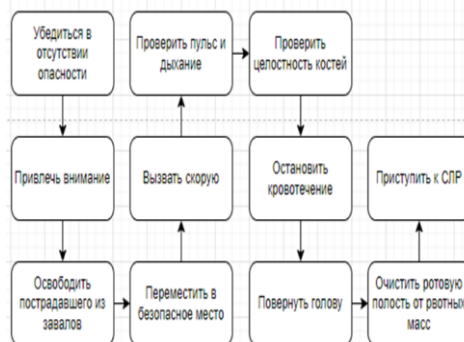 Убедиться в
отсутствии
опасности
Привлечь внимание
Освободить
пострадавшего из
завалов
Переместить в
безопасное место
Вызвать скорую
Проверить пульс и
дыхание
Проверить
целостность костей
Остановить
кровотечение
Повернуть голову
Очистить ротовую
полость от рвотных
масс
Приступить к СЛР